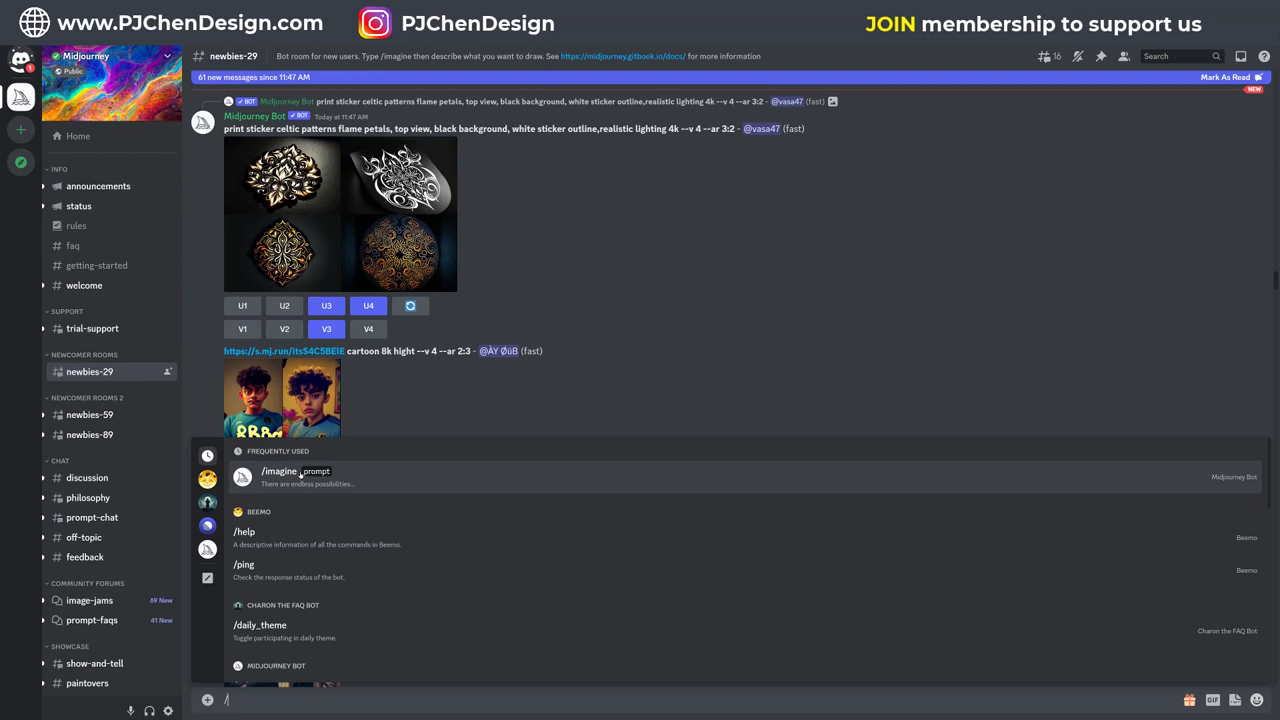 www.PJChenDesign.com
PJChenDesign
JOIN membership to support us
Midjourney
Public
newbies-29
Bot room for new users. Type /imagine then describe what you want to draw. See https://midjourney.gitbook.io/docs/ for more information
16
Search
1
61 new messages since 11:47 AM
Mark As Read
NEW
BOT Midjourney Bot print sticker celtic patterns flame petals, top view, black background, white sticker outline,realistic lighting 4k --v 4 --ar 3:2 - @vasa47 (fast)
Midjourney Bot BOT Today at 11:47 AM
print sticker celtic patterns flame petals, top view, black background, white sticker outline,realistic lighting 4k --v 4 --ar 3:2 - @vasa47 (fast)
U1 U2 U3 U4
V1 V2 V3 V4
https://s.mj.run/itsS4C5BEIE cartoon 8k hight --v 4 --ar 2:3 - @ÀY ØüB (fast)
Home
INFO
announcements
status
rules
faq
getting-started
welcome
SUPPORT
trial-support
NEWCOMER ROOMS
newbies-29
NEWCOMER ROOMS 2
newbies-59
newbies-89
CHAT
discussion
philosophy
prompt-chat
off-topic
feedback
COMMUNITY FORUMS
image-jams 69 New
prompt-faqs 41 New
SHOWCASE
show-and-tell
paintovers
FREQUENTLY USED
/imagine prompt
There are endless possibilities...
Midjourney Bot
BEEMO
/help
A descriptive information of all the commands in Beemo.
Beemo
/ping
Check the response status of the bot.
Beemo
CHARON THE FAQ BOT
/daily_theme
Toggle participating in daily theme.
Charon the FAQ Bot
MIDJOURNEY BOT
/
GIF